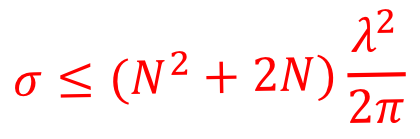 σ ≤ (N² + 2N) λ²/2π